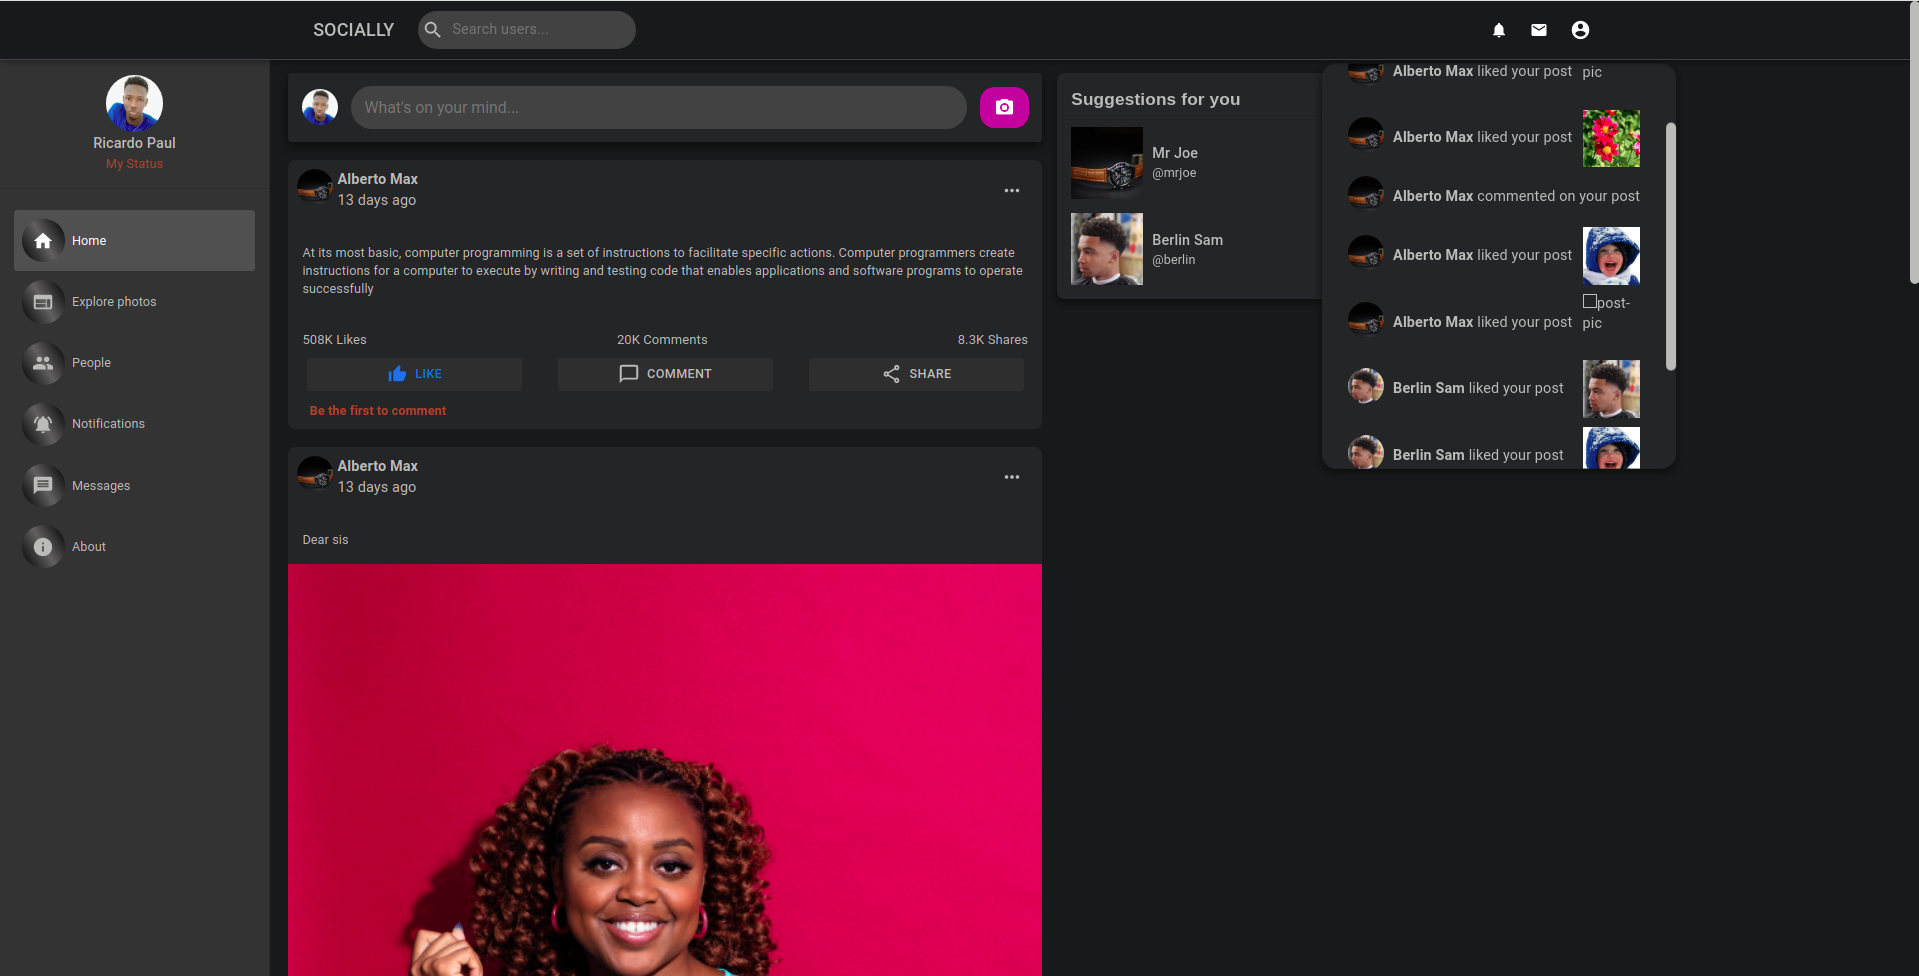 SOCIALLY
Search users...
Ricardo Paul
My Status
Home
Explore photos
People
Notifications
Messages
About
What's on your mind...
Alberto Max
13 days ago
At its most basic, computer programming is a set of instructions to facilitate specific actions. Computer programmers create
instructions for a computer to execute by writing and testing code that enables applications and software programs to operate
successfully
508K Likes
20K Comments
8.3K Shares
LIKE
COMMENT
SHARE
Be the first to comment
Alberto Max
13 days ago
Dear sis
Suggestions for you
Mr Joe
@mrjoe
Berlin Sam
@berlin
Alberto Max liked your post
pic
Alberto Max liked your post
Alberto Max commented on your post
Alberto Max liked your post
Alberto Max liked your post
post-
pic
Berlin Sam liked your post
Berlin Sam liked your post